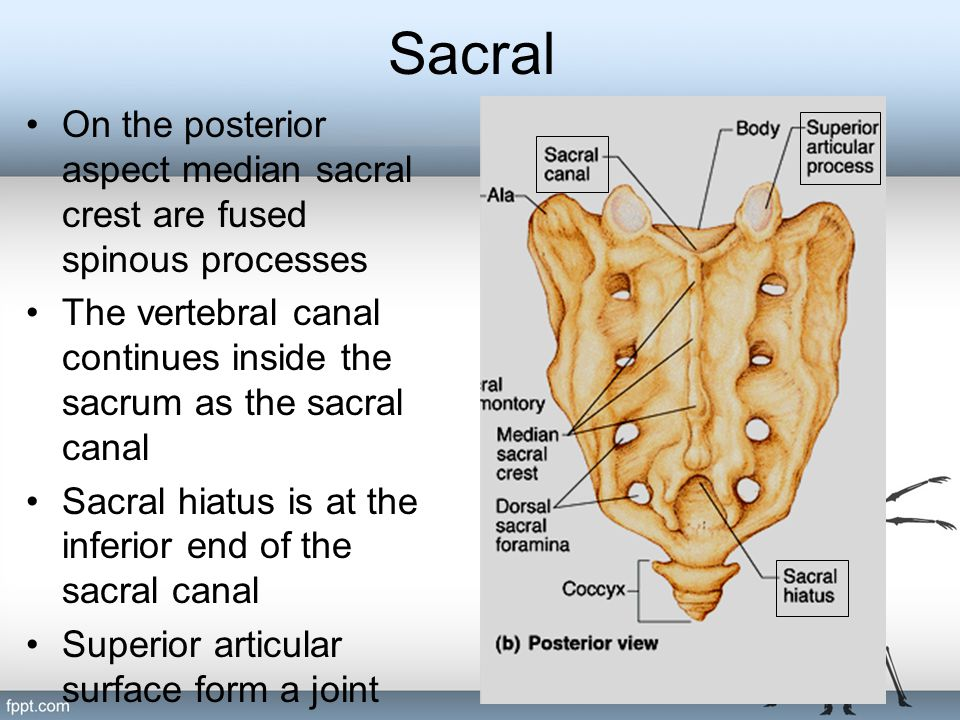 Sacral
• On the posterior
aspect median sacral
crest are fused
spinous processes
• The vertebral canal
continues inside the
sacrum as the sacral
canal
• Sacral hiatus is at the
inferior end of the
sacral canal
• Superior articular
surface form a joint
Body
Superior
articular
process
Sacral
canal
Ala
ral
montory
Median
sacral
crest
Dorsal
sacral
foramina
Coccyx
Sacral
hiatus
(b) Posterior view
fppt.com